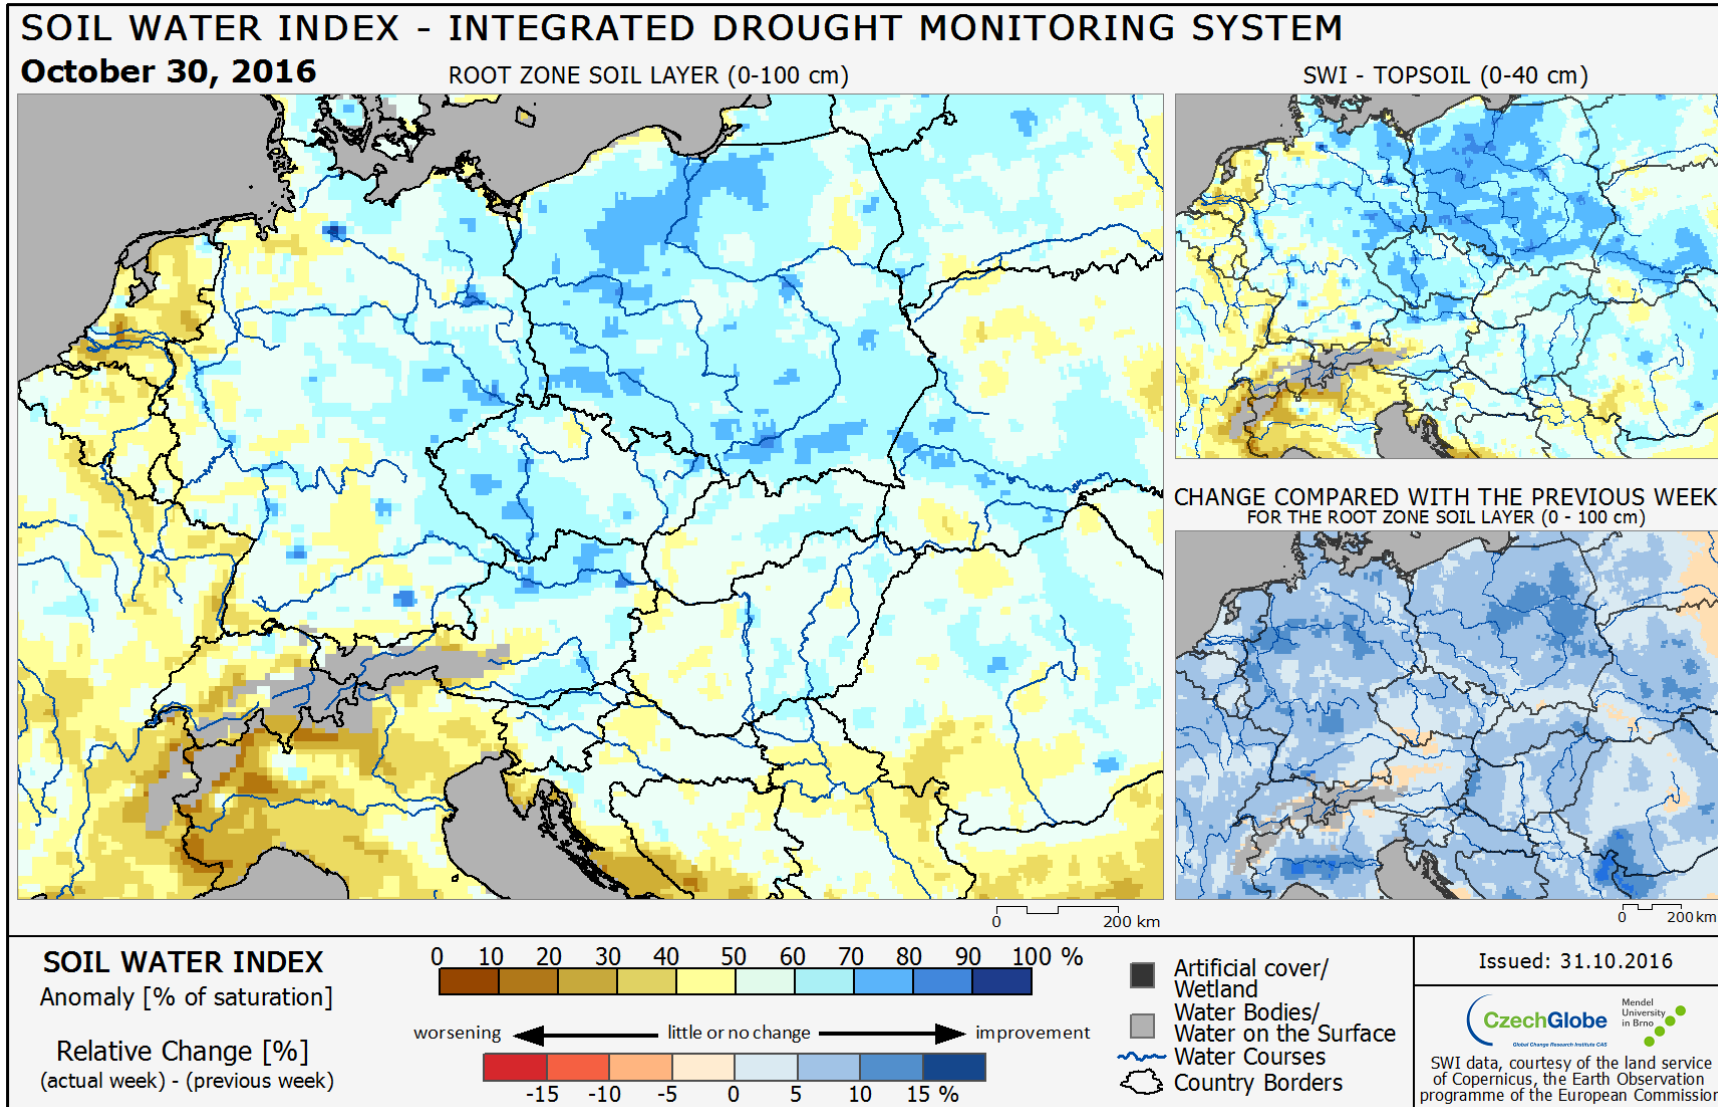 SOIL WATER INDEX - INTEGRATED DROUGHT MONITORING SYSTEM
October 30, 2016
ROOT ZONE SOIL LAYER (0-100 cm)
SWI - TOPSOIL (0-40 cm)
CHANGE COMPARED WITH THE PREVIOUS WEEK
FOR THE ROOT ZONE SOIL LAYER (0 - 100 cm)
0 200 km
0 200 km
SOIL WATER INDEX
Anomaly [% of saturation]
0 10 20 30 40 50 60 70 80 90 100 %
worsening little or no change improvement
Relative Change [%]
(actual week) - (previous week)
-15 -10 -5 0 5 10 15 %
Artificial cover/
Wetland
Water Bodies/
Water on the Surface
Water Courses
Country Borders
Issued: 31.10.2016
CzechGlobe
Global Change Research Institute CAS
Mendel
University
in Brno
SWI data, courtesy of the land service
of Copernicus, the Earth Observation
programme of the European Commission